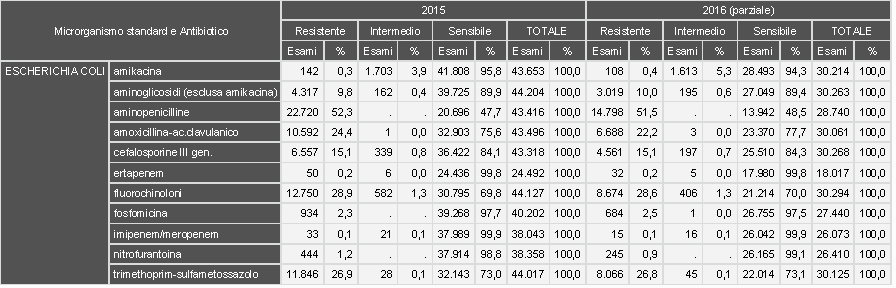 Microrganismo standard e Antibiotico 2015 2016 (parziale)
Resistente Intermedio Sensibile TOTALE Resistente Intermedio Sensibile TOTALE
Esami % Esami % Esami % Esami % Esami % Esami % Esami % Esami %
ESCHERICHIA COLI amikacina 142 0,3 1.703 3,9 41.808 95,8 43.653 100,0 108 0,4 1.613 5,3 28.493 94,3 30.214 100,0
aminoglicosidi (esclusa amikacina) 4.317 9,8 162 0,4 39.725 89,9 44.204 100,0 3.019 10,0 195 0,6 27.049 89,4 30.263 100,0
aminopenicilline 22.720 52,3 . . 20.696 47,7 43.416 100,0 14.798 51,5 . . 13.942 48,5 28.740 100,0
amoxicillina-ac.clavulanico 10.592 24,4 1 0,0 32.903 75,6 43.496 100,0 6.688 22,2 3 0,0 23.370 77,7 30.061 100,0
cefalosporine III gen. 6.557 15,1 339 0,8 36.422 84,1 43.318 100,0 4.561 15,1 197 0,7 25.510 84,3 30.268 100,0
ertapenem 50 0,2 6 0,0 24.436 99,8 24.492 100,0 32 0,2 5 0,0 17.980 99,8 18.017 100,0
fluorochinoloni 12.750 28,9 582 1,3 30.795 69,8 44.127 100,0 8.674 28,6 406 1,3 21.214 70,0 30.294 100,0
fosfomicina 934 2,3 . . 39.268 97,7 40.202 100,0 684 2,5 1 0,0 26.755 97,5 27.440 100,0
imipenem/meropenem 33 0,1 21 0,1 37.989 99,9 38.043 100,0 15 0,1 16 0,1 26.042 99,9 26.073 100,0
nitrofurantoina 444 1,2 . . 37.914 98,8 38.358 100,0 245 0,9 . . 26.165 99,1 26.410 100,0
trimethoprim-sulfametossazolo 11.846 26,9 28 0,1 32.143 73,0 44.017 100,0 8.066 26,8 45 0,1 22.014 73,1 30.125 100,0